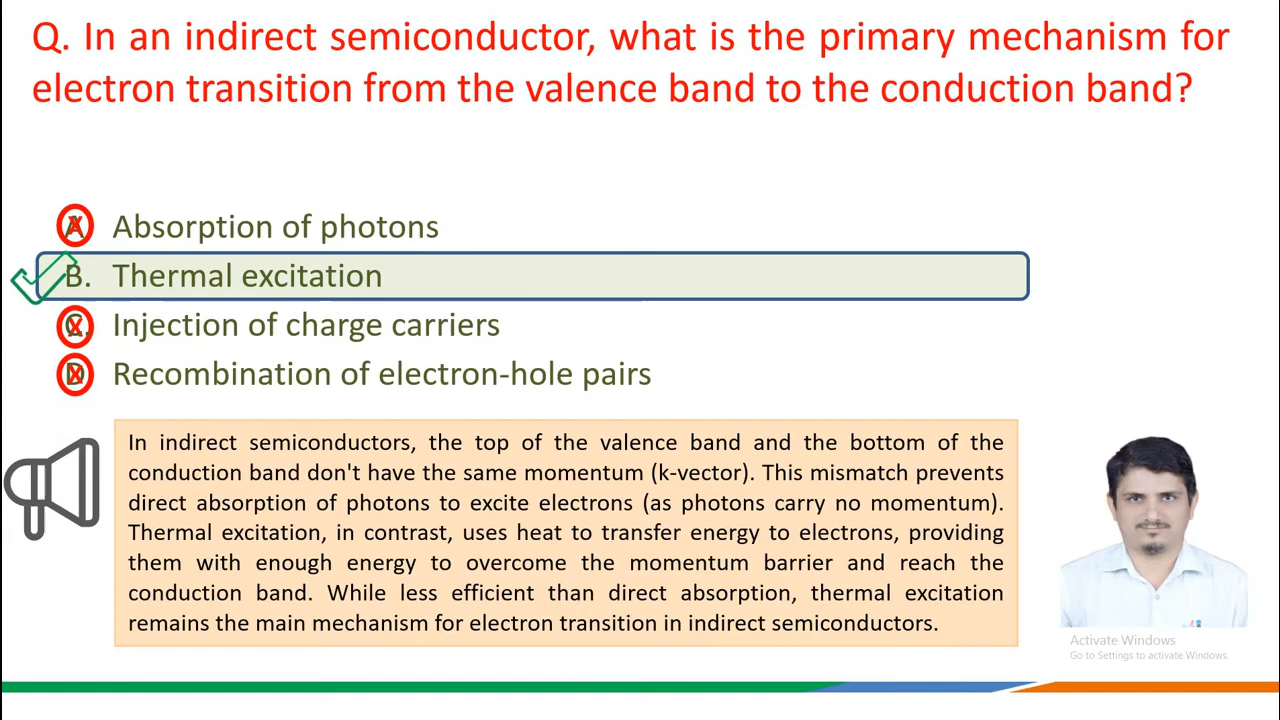 Q. In an indirect semiconductor, what is the primary mechanism for
electron transition from the valence band to the conduction band?
A. Absorption of photons
B. Thermal excitation
C. Injection of charge carriers
D. Recombination of electron-hole pairs
In indirect semiconductors, the top of the valence band and the bottom of the
conduction band don't have the same momentum (k-vector). This mismatch prevents
direct absorption of photons to excite electrons (as photons carry no momentum).
Thermal excitation, in contrast, uses heat to transfer energy to electrons, providing
them with enough energy to overcome the momentum barrier and reach the
conduction band. While less efficient than direct absorption, thermal excitation
remains the main mechanism for electron transition in indirect semiconductors.
Activate Windows
Go to Settings to activate Windows.